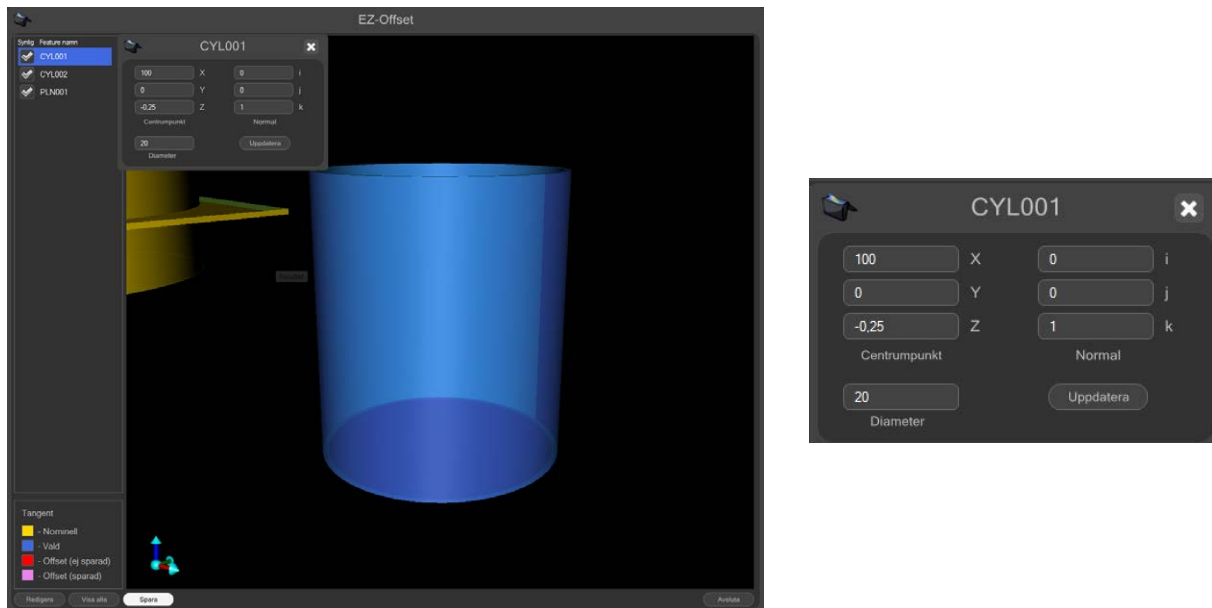 EZ-Offset
Synlig Feature namn
CYL001
CYL002
PLN001
CYL001
100 X 0 i
0 Y 0 j
-0,25 Z 1 k
Centrumpunkt Normal
20 Uppdatera
Diameter
Tangent
- Nominell
- Vald
- Offset (ej sparad)
- Offset (sparad)
Redigera Visa alla Spara Avsluta
CYL001
100 X 0 i
0 Y 0 j
-0,25 Z 1 k
Centrumpunkt Normal
20 Uppdatera
Diameter